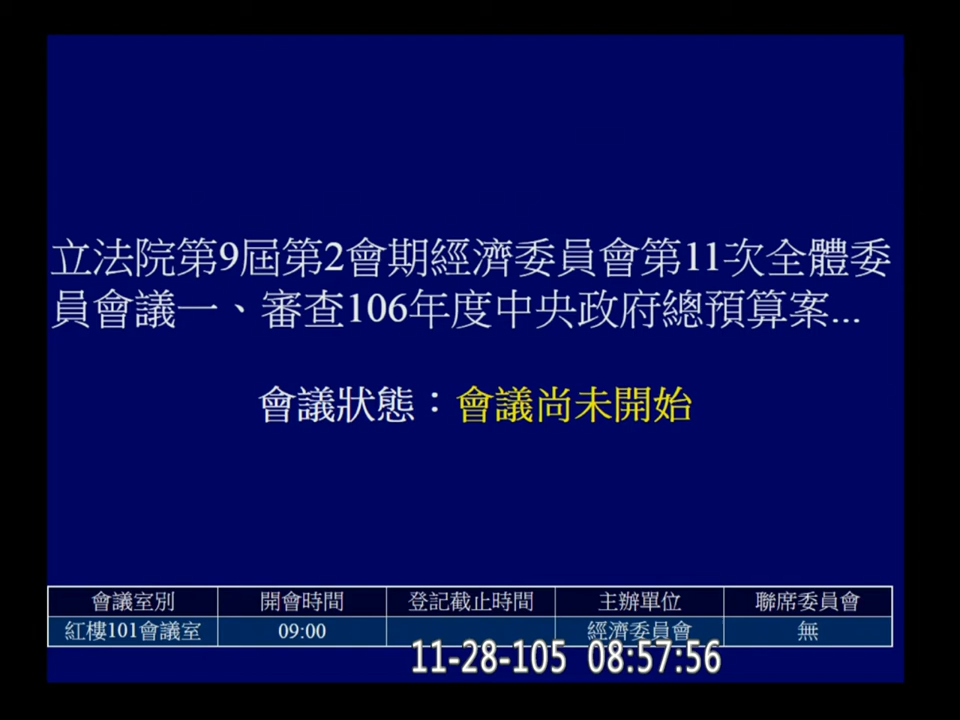 立法院第9屆第2會期經濟委員會第11次全體委
員會議一、審查106年度中央政府總預算案...
會議狀態：會議尚未開始
會議室別 開會時間 登記截止時間 主辦單位 聯席委員會
紅樓101會議室 09:00 經濟委員會 無
11-28-105 08:57:56